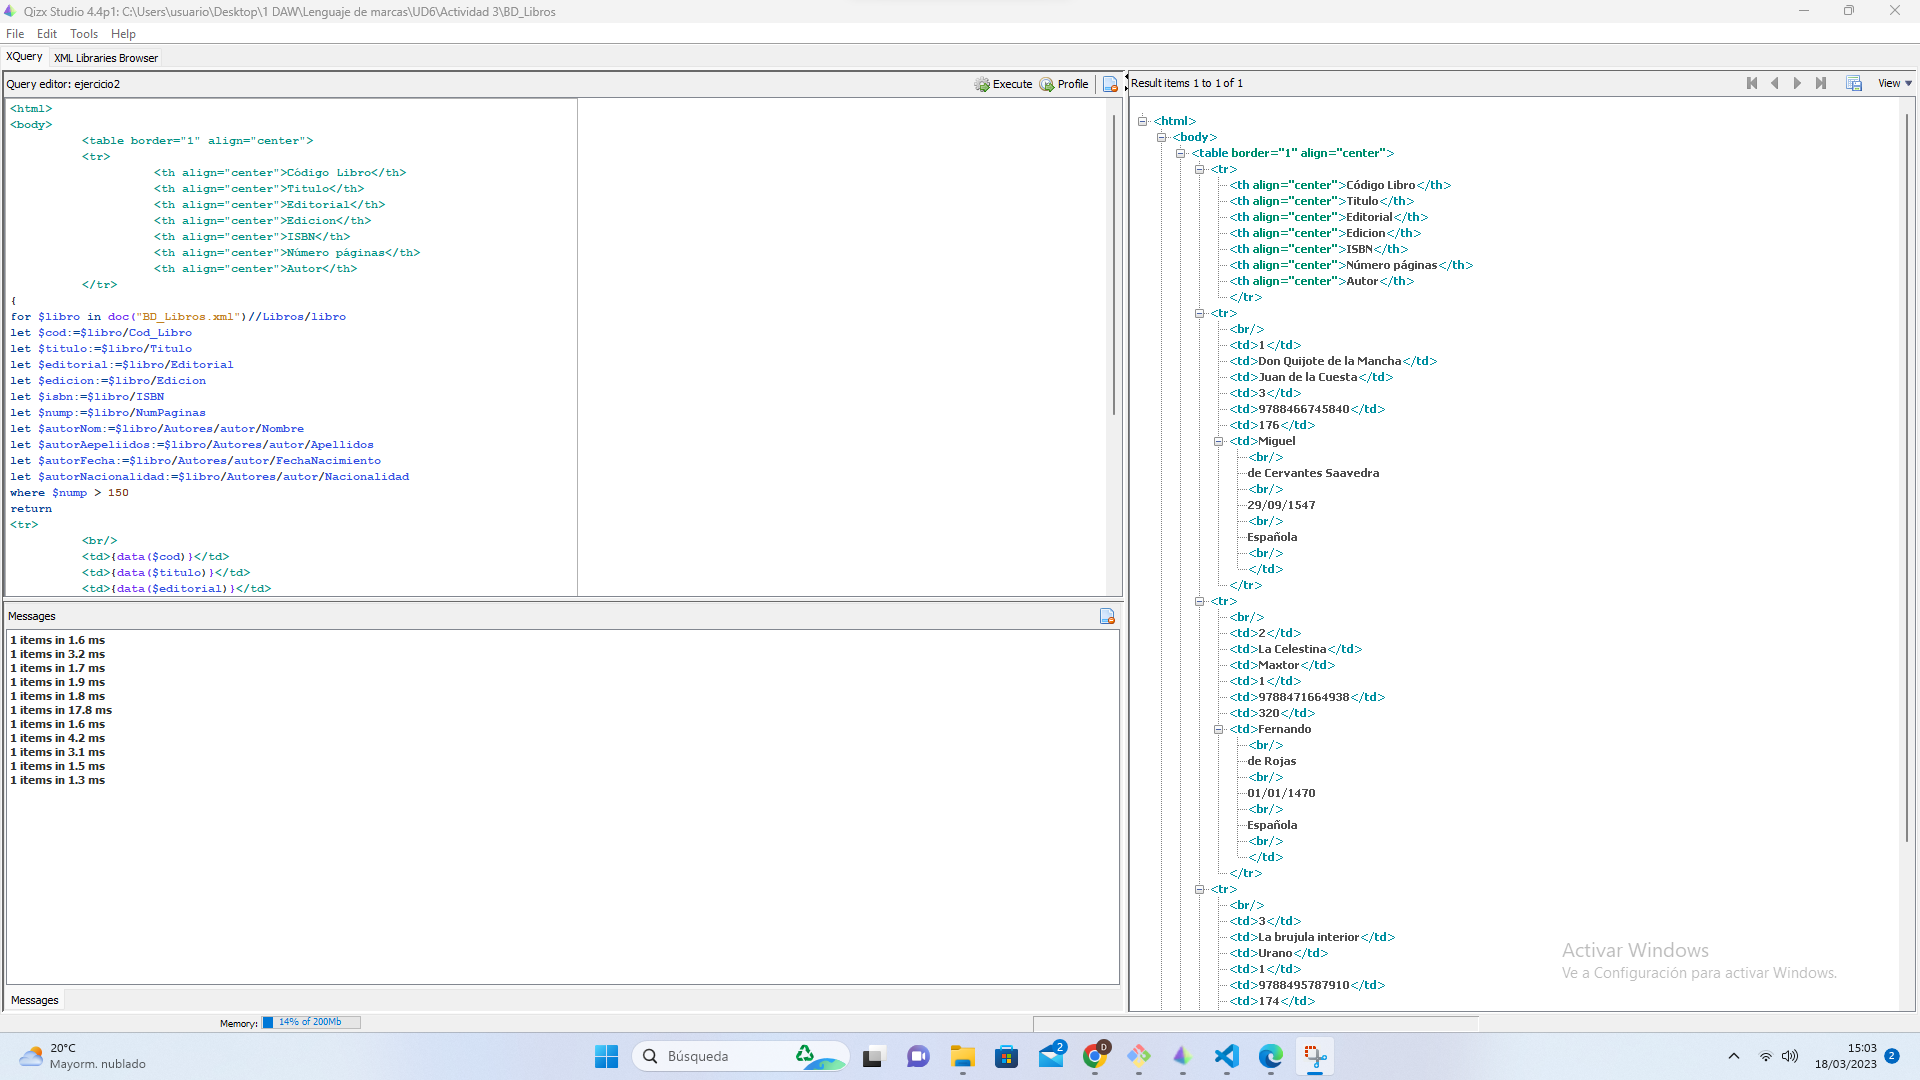 Qizx Studio 4.4p1: C:\Users\usuario\Desktop\1 DAW\Lenguaje de marcas\UD6\Actividad 3\BD_Libros
File Edit Tools Help
XQuery XML Libraries Browser
Query editor: ejercicio2 Execute Profile
<html>
<body>
<table border="1" align="center">
<tr>
<th align="center">Código Libro</th>
<th align="center">Titulo</th>
<th align="center">Editorial</th>
<th align="center">Edicion</th>
<th align="center">ISBN</th>
<th align="center">Número páginas</th>
<th align="center">Autor</th>
</tr>
{
for $libro in doc("BD_Libros.xml")//Libros/libro
let $cod:=$libro/Cod_Libro
let $titulo:=$libro/Titulo
let $editorial:=$libro/Editorial
let $edicion:=$libro/Edicion
let $isbn:=$libro/ISBN
let $nump:=$libro/NumPaginas
let $autorNom:=$libro/Autores/autor/Nombre
let $autorAepeliidos:=$libro/Autores/autor/Apellidos
let $autorFecha:=$libro/Autores/autor/FechaNacimiento
let $autorNacionalidad:=$libro/Autores/autor/Nacionalidad
where $nump > 150
return
<tr>
<br/>
<td>{data($cod)}</td>
<td>{data($titulo)}</td>
<td>{data($editorial)}</td>
Messages
1 items in 1.6 ms
1 items in 3.2 ms
1 items in 1.7 ms
1 items in 1.9 ms
1 items in 1.8 ms
1 items in 17.8 ms
1 items in 1.6 ms
1 items in 4.2 ms
1 items in 3.1 ms
1 items in 1.5 ms
1 items in 1.3 ms
Messages
Memory: 14% of 200Mb
Result items 1 to 1 of 1 View
<html>
<body>
<table border="1" align="center">
<tr>
<th align="center">Código Libro</th>
<th align="center">Titulo</th>
<th align="center">Editorial</th>
<th align="center">Edicion</th>
<th align="center">ISBN</th>
<th align="center">Número páginas</th>
<th align="center">Autor</th>
</tr>
<tr>
<br/>
<td>1</td>
<td>Don Quijote de la Mancha</td>
<td>Juan de la Cuesta</td>
<td>3</td>
<td>9788466745840</td>
<td>176</td>
<td>Miguel
<br/>
de Cervantes Saavedra
<br/>
29/09/1547
<br/>
Española
<br/>
</td>
</tr>
<tr>
<br/>
<td>2</td>
<td>La Celestina</td>
<td>Maxtor</td>
<td>1</td>
<td>9788471664938</td>
<td>320</td>
<td>Fernando
<br/>
de Rojas
<br/>
01/01/1470
<br/>
Española
<br/>
</td>
</tr>
<tr>
<br/>
<td>3</td>
<td>La brujula interior</td>
<td>Urano</td>
<td>1</td>
<td>9788495787910</td>
<td>174</td>
Activar Windows
Ve a Configuración para activar Windows.
20°C
Mayorm. nublado
Búsqueda
2
D
15:03
18/03/2023
2